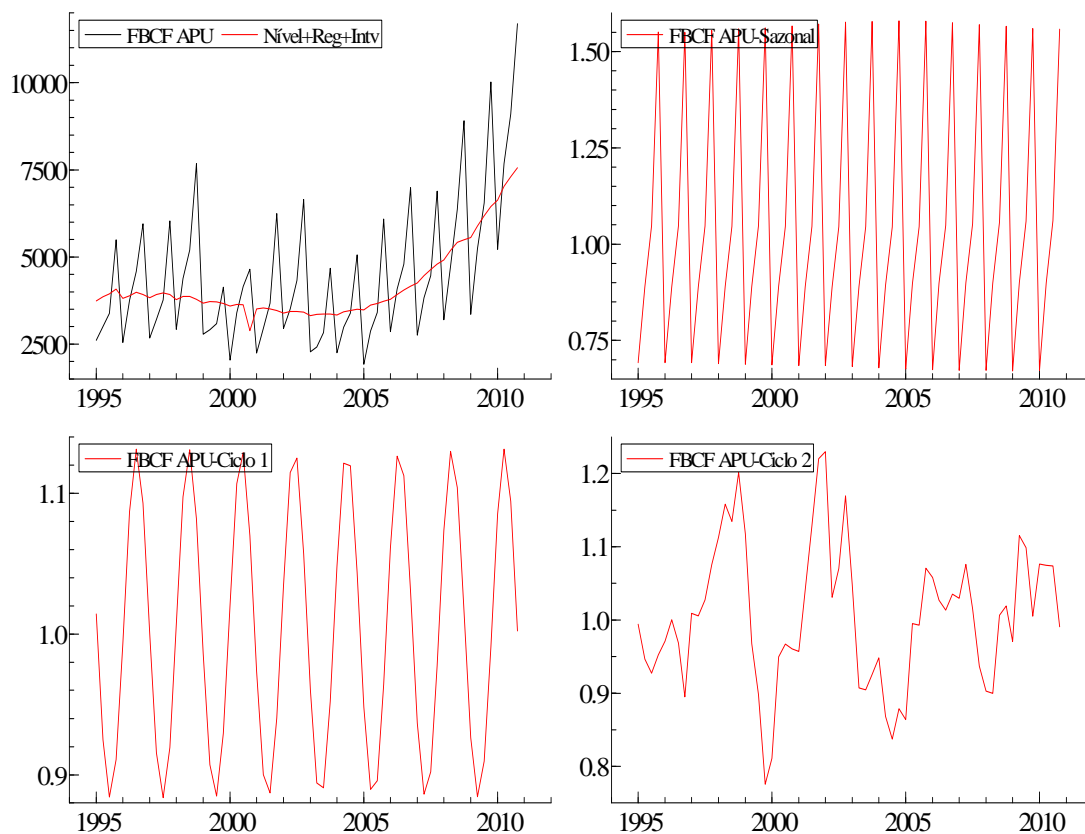 FBCF APU Nível+Reg+Intv
10000
7500
5000
2500
1995 2000 2005 2010
FBCF APU-Sazonal
1.50
1.25
1.00
0.75
1995 2000 2005 2010
FBCF APU-Ciclo 1
1.1
1.0
0.9
1995 2000 2005 2010
FBCF APU-Ciclo 2
1.2
1.1
1.0
0.9
0.8
1995 2000 2005 2010